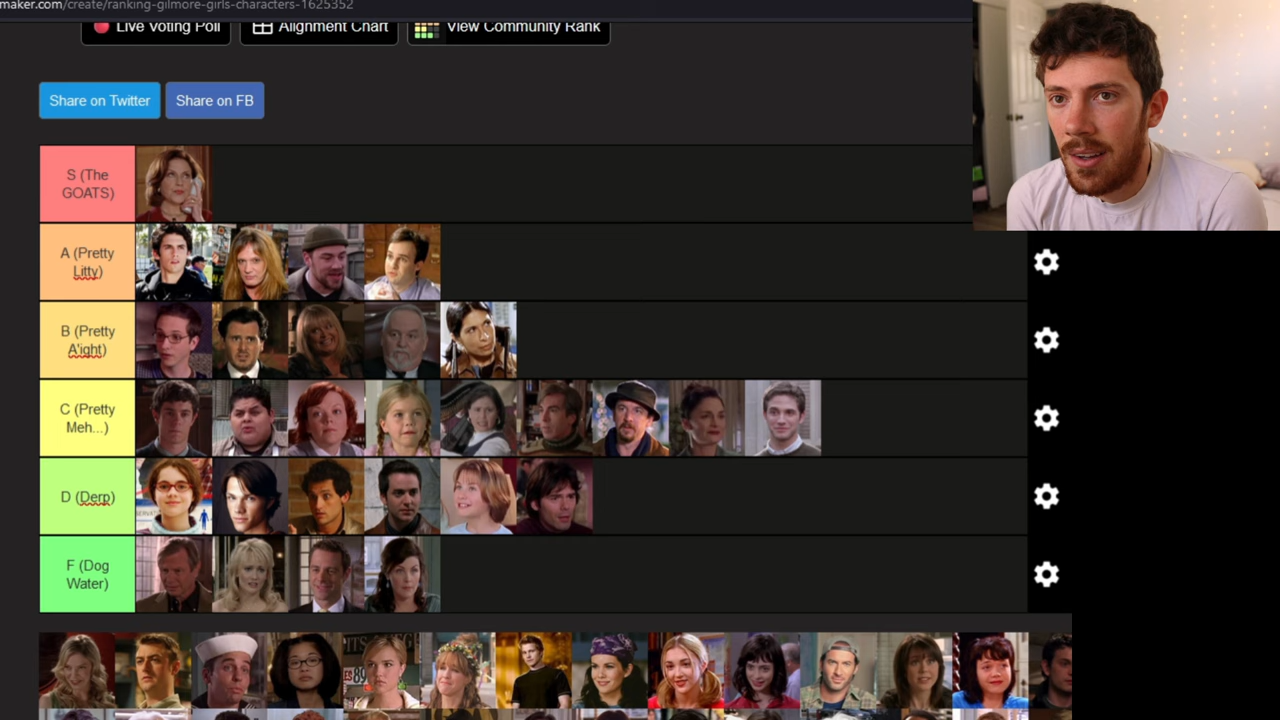 maker.com/create/ranking-gilmore-girls-characters-1625352
Live Voting Poll
Alignment Chart
View Community Rank
Share on Twitter
Share on FB
S (The
GOATS)
A (Pretty
Litty)
B (Pretty
A'ight)
C (Pretty
Meh...)
D (Derp)
F (Dog
Water)